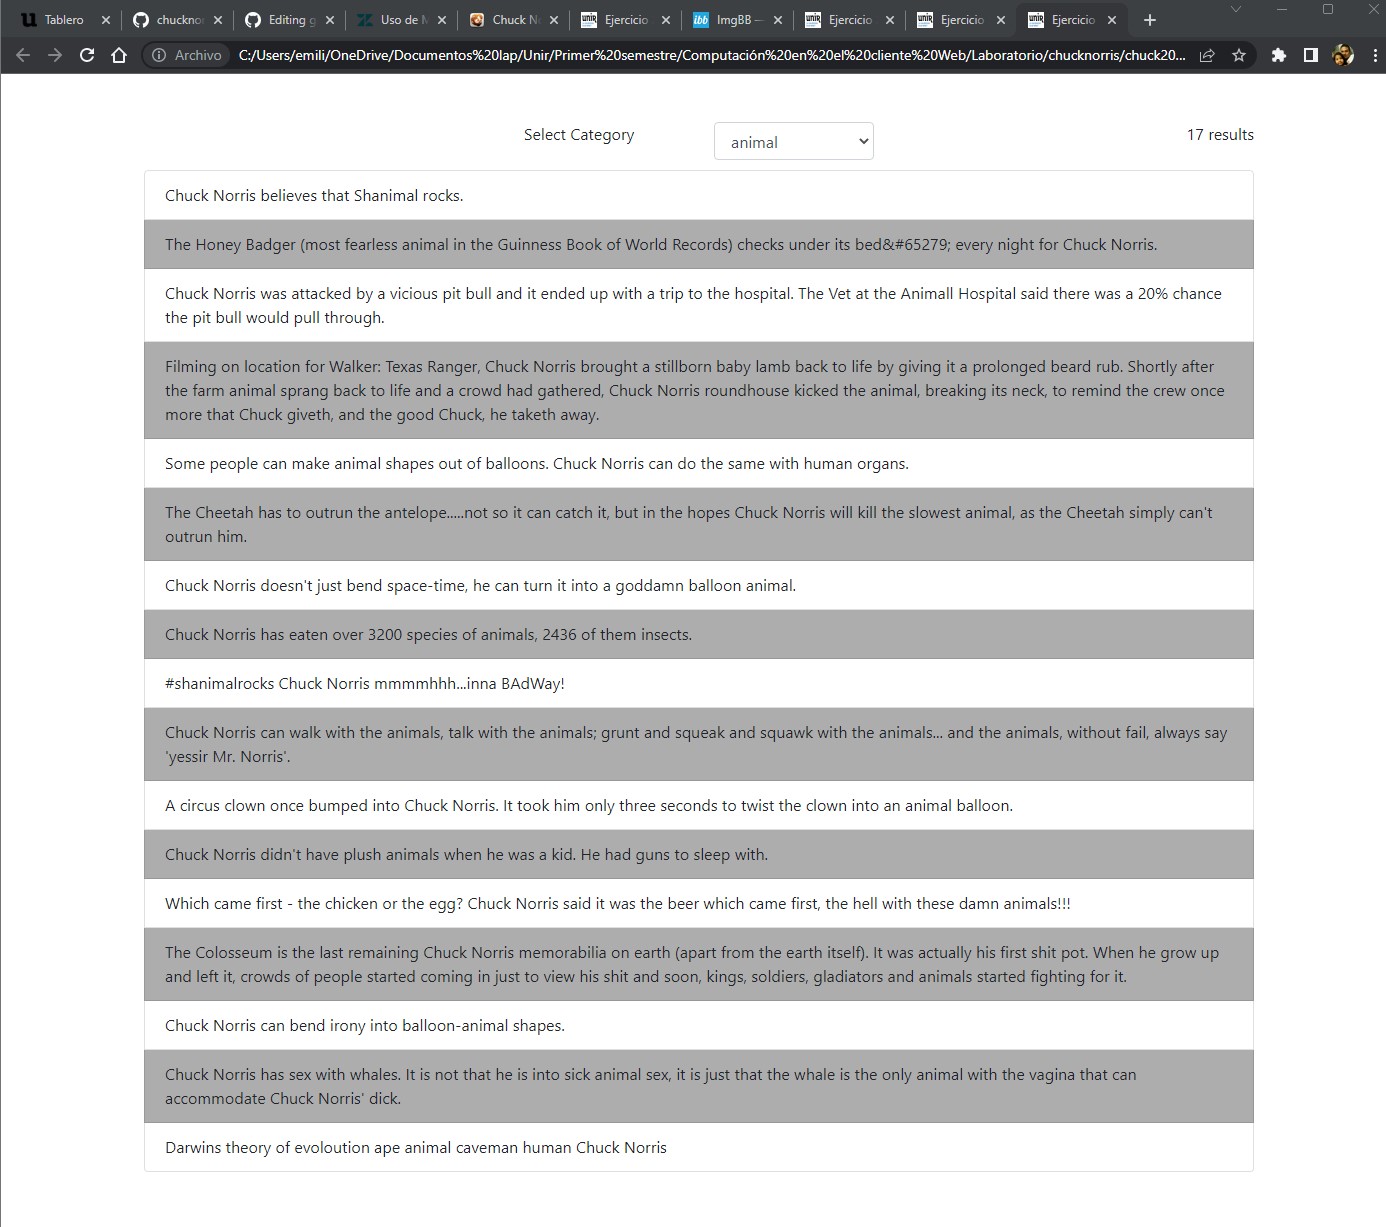 Tablero
chuckno
Editing g
Uso de M
Chuck N
Ejercicio
ImgBB —
Ejercicio
Ejercicio
Ejercicio
Archivo
C:/Users/emili/OneDrive/Documentos%20lap/Unir/Primer%20semestre/Computación%20en%20el%20cliente%20Web/Laboratorio/chucknorris/chuck20...
Select Category
animal
17 results
Chuck Norris believes that Shanimal rocks.
The Honey Badger (most fearless animal in the Guinness Book of World Records) checks under its bed&#65279; every night for Chuck Norris.
Chuck Norris was attacked by a vicious pit bull and it ended up with a trip to the hospital. The Vet at the Animall Hospital said there was a 20% chance
the pit bull would pull through.
Filming on location for Walker: Texas Ranger, Chuck Norris brought a stillborn baby lamb back to life by giving it a prolonged beard rub. Shortly after
the farm animal sprang back to life and a crowd had gathered, Chuck Norris roundhouse kicked the animal, breaking its neck, to remind the crew once
more that Chuck giveth, and the good Chuck, he taketh away.
Some people can make animal shapes out of balloons. Chuck Norris can do the same with human organs.
The Cheetah has to outrun the antelope.....not so it can catch it, but in the hopes Chuck Norris will kill the slowest animal, as the Cheetah simply can't
outrun him.
Chuck Norris doesn't just bend space-time, he can turn it into a goddamn balloon animal.
Chuck Norris has eaten over 3200 species of animals, 2436 of them insects.
#shanimalrocks Chuck Norris mmmmhhh...inna BAdWay!
Chuck Norris can walk with the animals, talk with the animals; grunt and squeak and squawk with the animals... and the animals, without fail, always say
'yessir Mr. Norris'.
A circus clown once bumped into Chuck Norris. It took him only three seconds to twist the clown into an animal balloon.
Chuck Norris didn't have plush animals when he was a kid. He had guns to sleep with.
Which came first - the chicken or the egg? Chuck Norris said it was the beer which came first, the hell with these damn animals!!!
The Colosseum is the last remaining Chuck Norris memorabilia on earth (apart from the earth itself). It was actually his first shit pot. When he grow up
and left it, crowds of people started coming in just to view his shit and soon, kings, soldiers, gladiators and animals started fighting for it.
Chuck Norris can bend irony into balloon-animal shapes.
Chuck Norris has sex with whales. It is not that he is into sick animal sex, it is just that the whale is the only animal with the vagina that can
accommodate Chuck Norris' dick.
Darwins theory of evoloution ape animal caveman human Chuck Norris